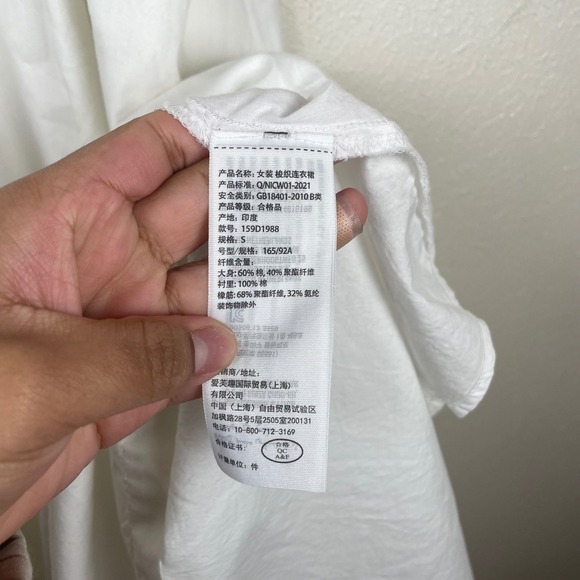 产品名称：女装 梭织连衣裙
产品标准：Q/NICW01-2021
安全类别：GB18401-2010 B类
产品等级：合格品
产地：印度
款号：159D1988
规格：S
号型/规格：165/92A
纤维含量：
大身：60% 棉, 40% 聚酯纤维
衬里：100% 棉
橡筋：68% 聚酯纤维, 32% 氨纶
装饰物除外
销商/地址：
爱芙趣国际贸易(上海)
有限公司
中国（上海）自由贸易试验区
加枫路28号5层2505室200131
电话：10-800-712-3169
合格证书：
合格
QC
A&F
计量单位：件